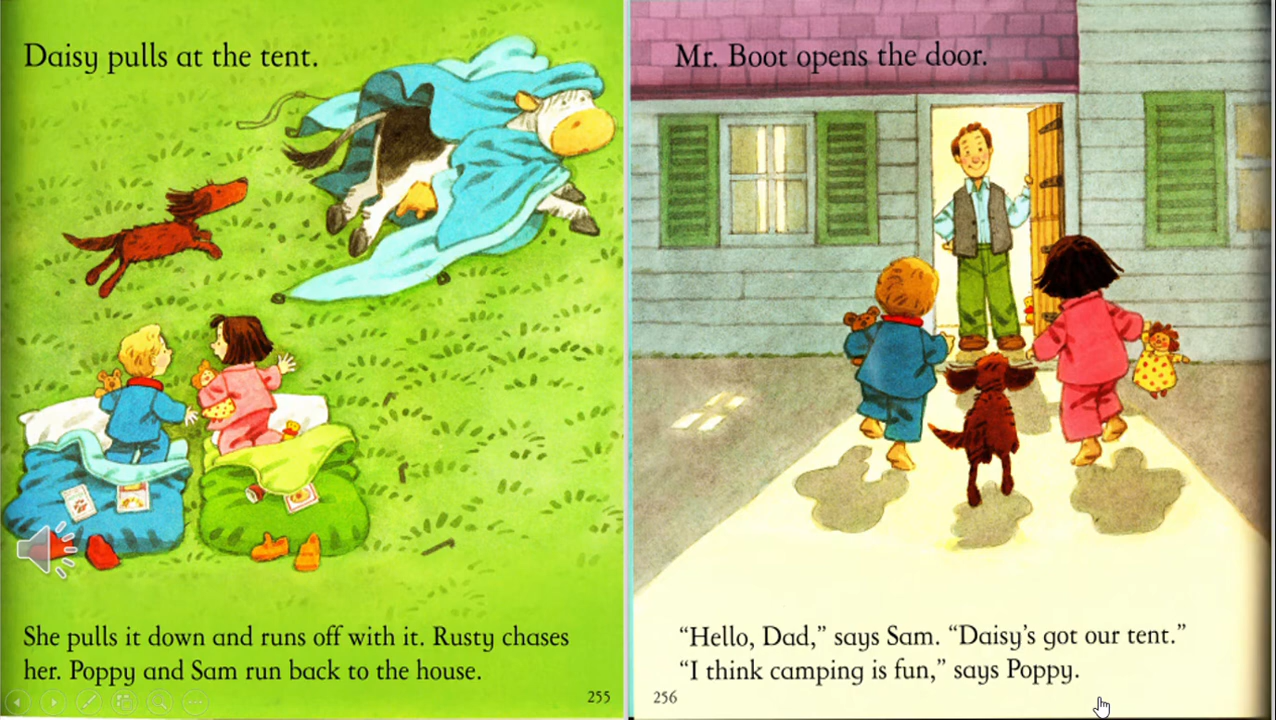 Daisy pulls at the tent.
She pulls it down and runs off with it. Rusty chases
her. Poppy and Sam run back to the house.
255
Mr. Boot opens the door.
“Hello, Dad,” says Sam. “Daisy’s got our tent.”
“I think camping is fun,” says Poppy.
256